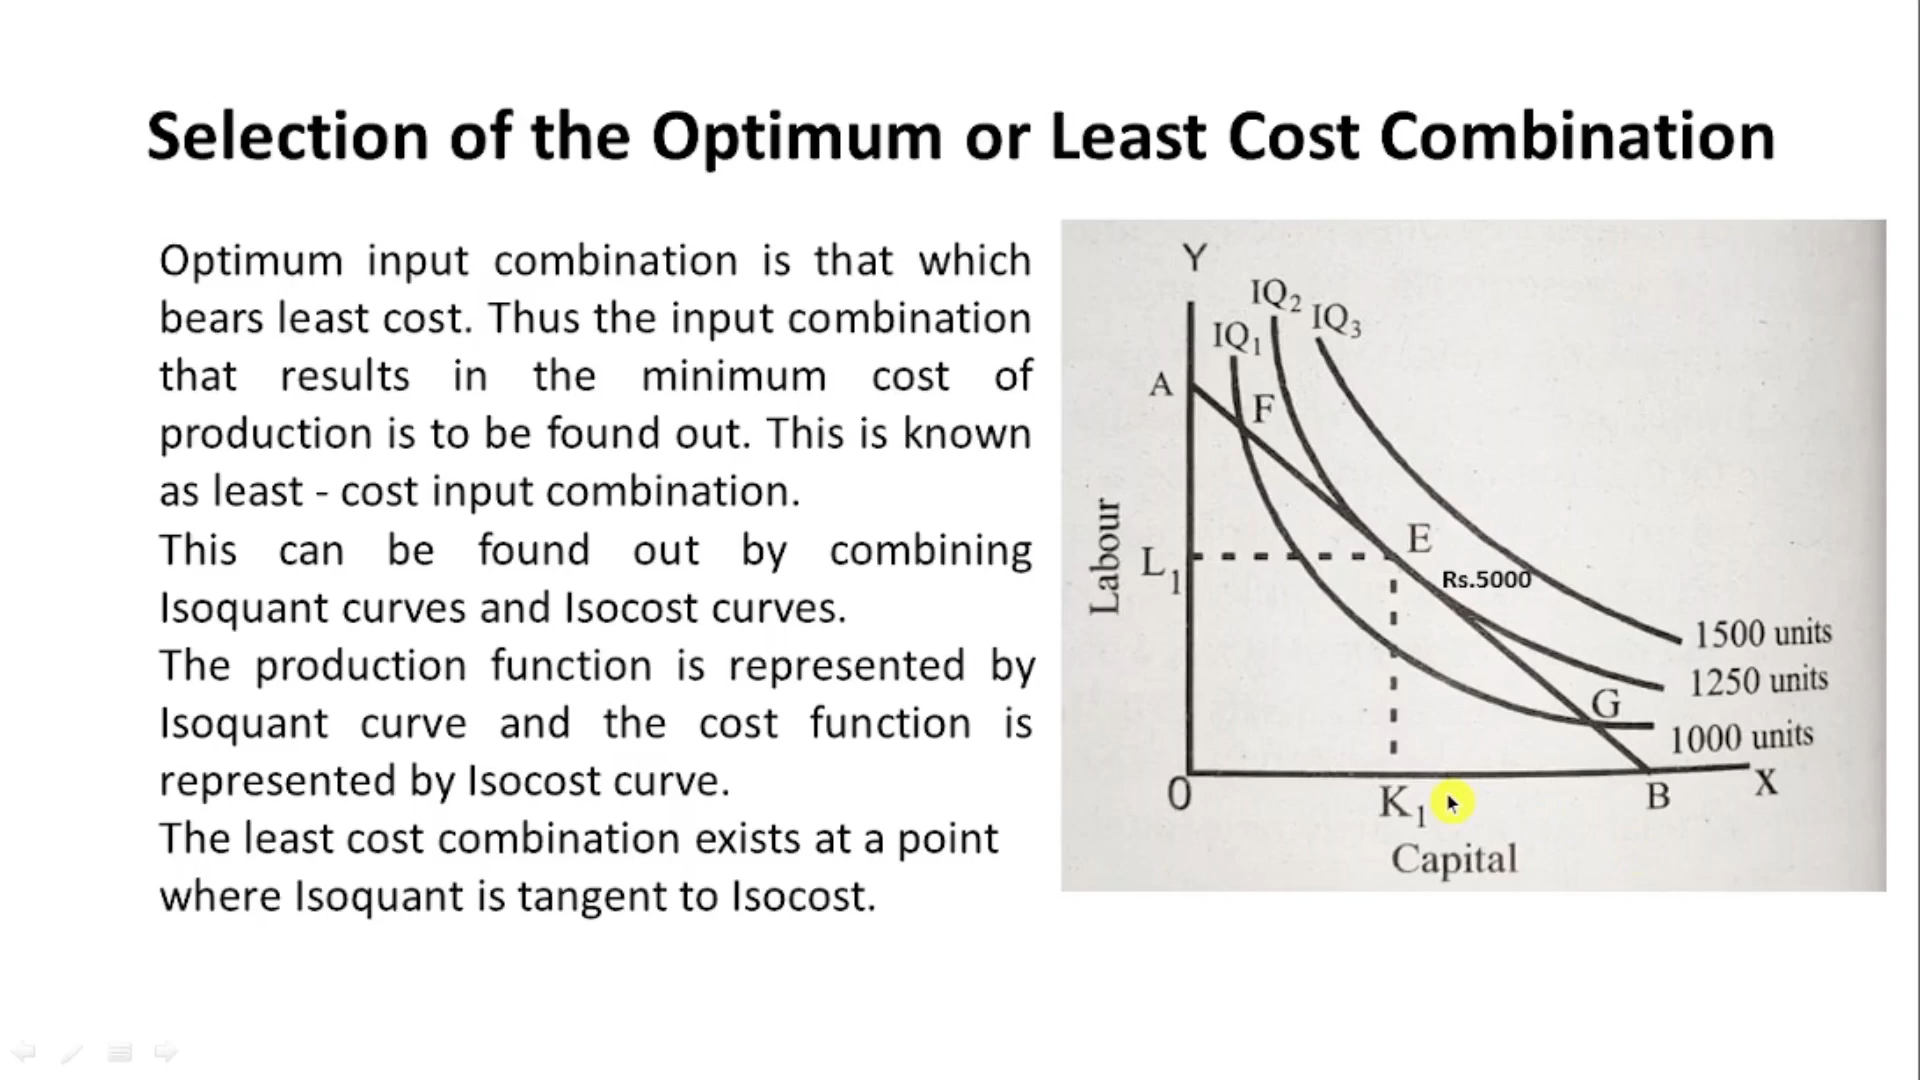 Selection of the Optimum or Least Cost Combination
Optimum input combination is that which
bears least cost. Thus the input combination
that results in the minimum cost of
production is to be found out. This is known
as least - cost input combination.
This can be found out by combining
Isoquant curves and Isocost curves.
The production function is represented by
Isoquant curve and the cost function is
represented by Isocost curve.
The least cost combination exists at a point
where Isoquant is tangent to Isocost.
Y
IQ2
IQ3
IQ1
A
F
Labour
L1
E
Rs.5000
1500 units
1250 units
G
1000 units
O
K1
B
X
Capital